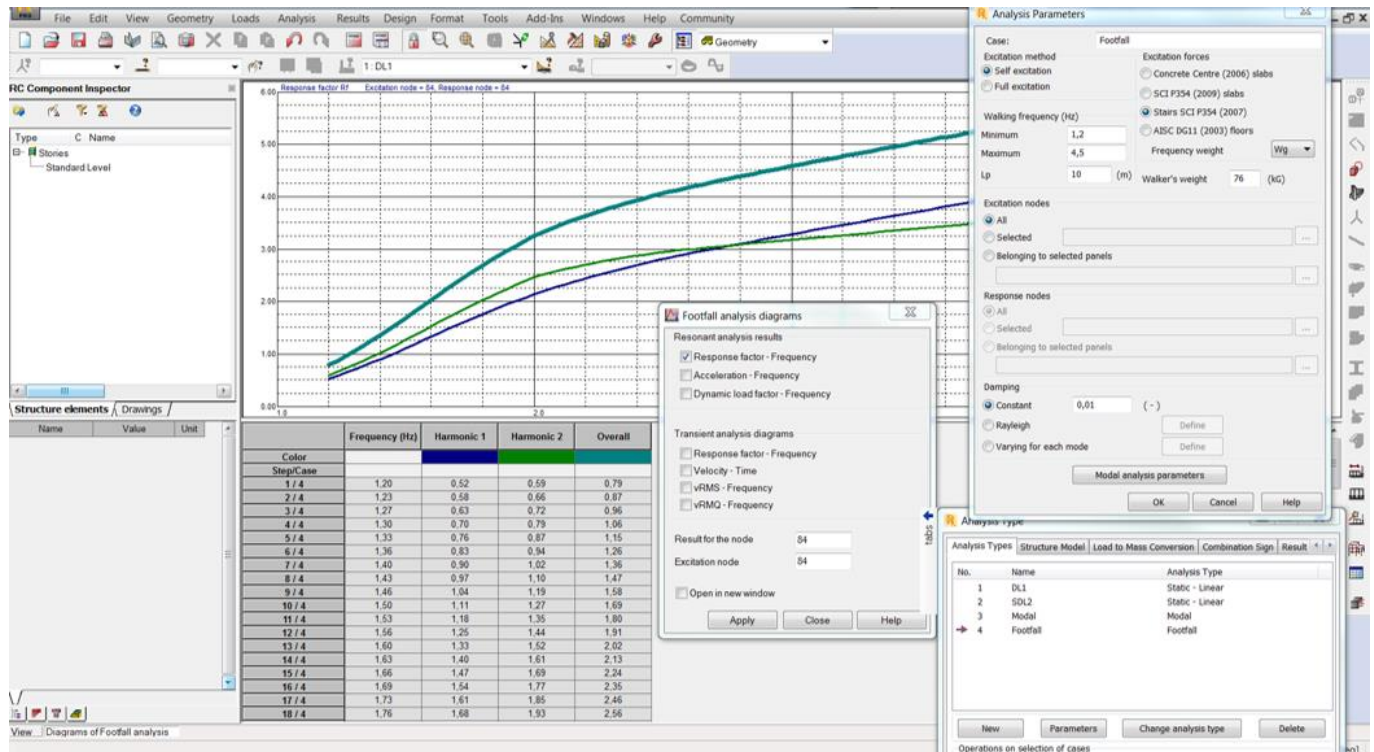 File Edit View Geometry Loads Analysis Results Design Format Tools Add-Ins Windows Help Community
Geometry
1:DL1
RC Component Inspector
Type C Name
Stories
Standard Level
Structure elements Drawings
Name Value Unit
Response factor Rf Excitation node = 84, Response node = 84
6.00
5.00
4.00
3.00
2.00
1.00
0.00
1.0 2.0
Frequency (Hz) Harmonic 1 Harmonic 2 Overall
Color
Step/Case
1 / 4 1,20 0,52 0,59 0,79
2 / 4 1,23 0,58 0,66 0,87
3 / 4 1,27 0,63 0,72 0,96
4 / 4 1,30 0,70 0,79 1,06
5 / 4 1,33 0,76 0,87 1,15
6 / 4 1,36 0,83 0,94 1,26
7 / 4 1,40 0,90 1,02 1,36
8 / 4 1,43 0,97 1,10 1,47
9 / 4 1,46 1,04 1,19 1,58
10 / 4 1,50 1,11 1,27 1,69
11 / 4 1,53 1,18 1,35 1,80
12 / 4 1,56 1,25 1,44 1,91
13 / 4 1,60 1,33 1,52 2,02
14 / 4 1,63 1,40 1,61 2,13
15 / 4 1,66 1,47 1,69 2,24
16 / 4 1,69 1,54 1,77 2,35
17 / 4 1,73 1,61 1,85 2,46
18 / 4 1,76 1,68 1,93 2,56
View Diagrams of Footfall analysis
Footfall analysis diagrams
Resonant analysis results
Response factor - Frequency
Acceleration - Frequency
Dynamic load factor - Frequency
Transient analysis diagrams
Response factor - Frequency
Velocity - Time
vRMS - Frequency
vRMQ - Frequency
Result for the node 84
Excitation node 84
Open in new window
Apply Close Help
tabs
Analysis Parameters
Case: Footfall
Excitation method Excitation forces
Self excitation Concrete Centre (2006) slabs
Full excitation SCI P354 (2009) slabs
Walking frequency (Hz) Stairs SCI P354 (2007)
Minimum 1,2 AISC DG11 (2003) floors
Maximum 4,5 Frequency weight Wg
Lp 10 (m) Walker's weight 76 (kG)
Excitation nodes
All
Selected ...
Belonging to selected panels
...
Response nodes
All
Selected ...
Belonging to selected panels
...
Damping
Constant 0,01 (-)
Rayleigh Define
Varying for each mode Define
Modal analysis parameters
OK Cancel Help
Analysis Type
Analysis Types Structure Model Load to Mass Conversion Combination Sign Result
No. Name Analysis Type
1 DL1 Static - Linear
2 SDL2 Static - Linear
3 Modal Modal
4 Footfall Footfall
New Parameters Change analysis type Delete
Operations on selection of cases